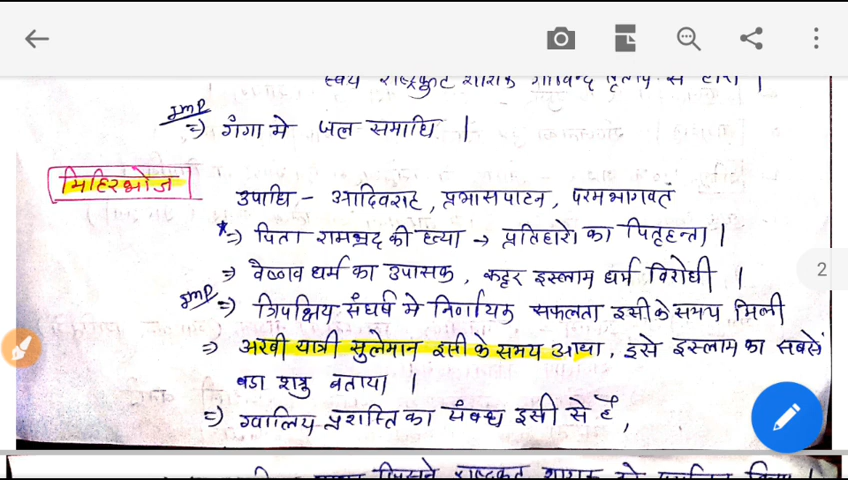 स्वयं राष्ट्रकूट शासक गोविन्द तृतीय से हारा |
Imp
=) गंगा मे जल समाधि |
मिहिरभोज
उपाधि - आदिवराह, प्रभासपाटन, परमभागवत
* =) पिता रामभद्र की हत्या → प्रतिहारो का पितृहन्ता |
=) वैष्णव धर्म का उपासक, कट्टर इस्लाम धर्म विरोधी |
Imp
=) त्रिपक्षिय संघर्ष मे निर्णायक सफलता इसी के समय मिली
=) अरबी यात्री सुलेमान इसी के समय आया, इसे इस्लाम का सबसे
बडा शत्रु बताया |
=) ग्वालिय प्रशास्ति का संबंध इसी से है,
2